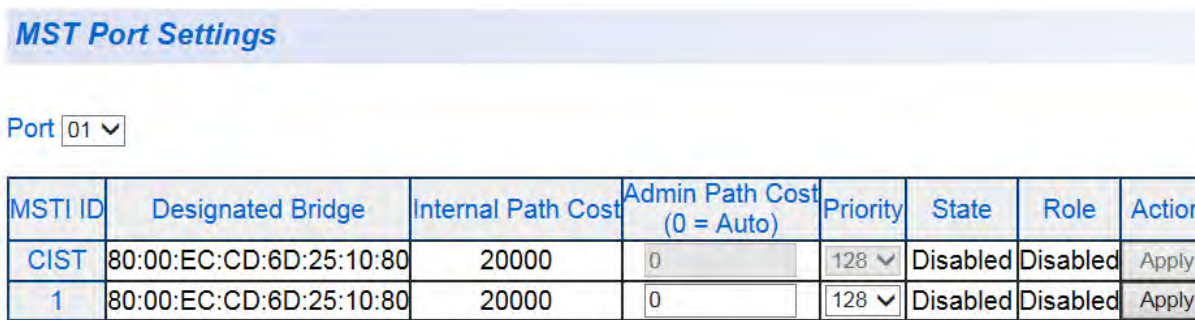 MST Port Settings
Port 01
MSTI ID Designated Bridge Internal Path Cost Admin Path Cost (0 = Auto) Priority State Role Action
CIST 80:00:EC:CD:6D:25:10:80 20000 0 128 Disabled Disabled Apply
1 80:00:EC:CD:6D:25:10:80 20000 0 128 Disabled Disabled Apply